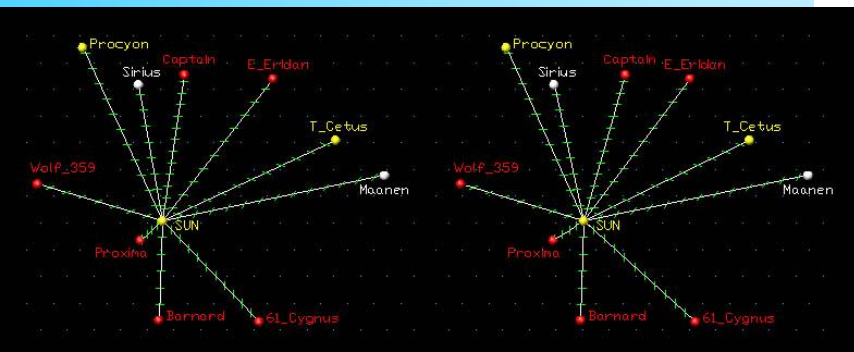 Procyon
Sirius
Captain
E_Eridan
T_Cetus
Wolf_359
Maanen
SUN
Proxima
Barnard
61_Cygnus
Procyon
Sirius
Captain
E_Eridan
T_Cetus
Wolf_359
Maanen
SUN
Proxima
Barnard
61_Cygnus